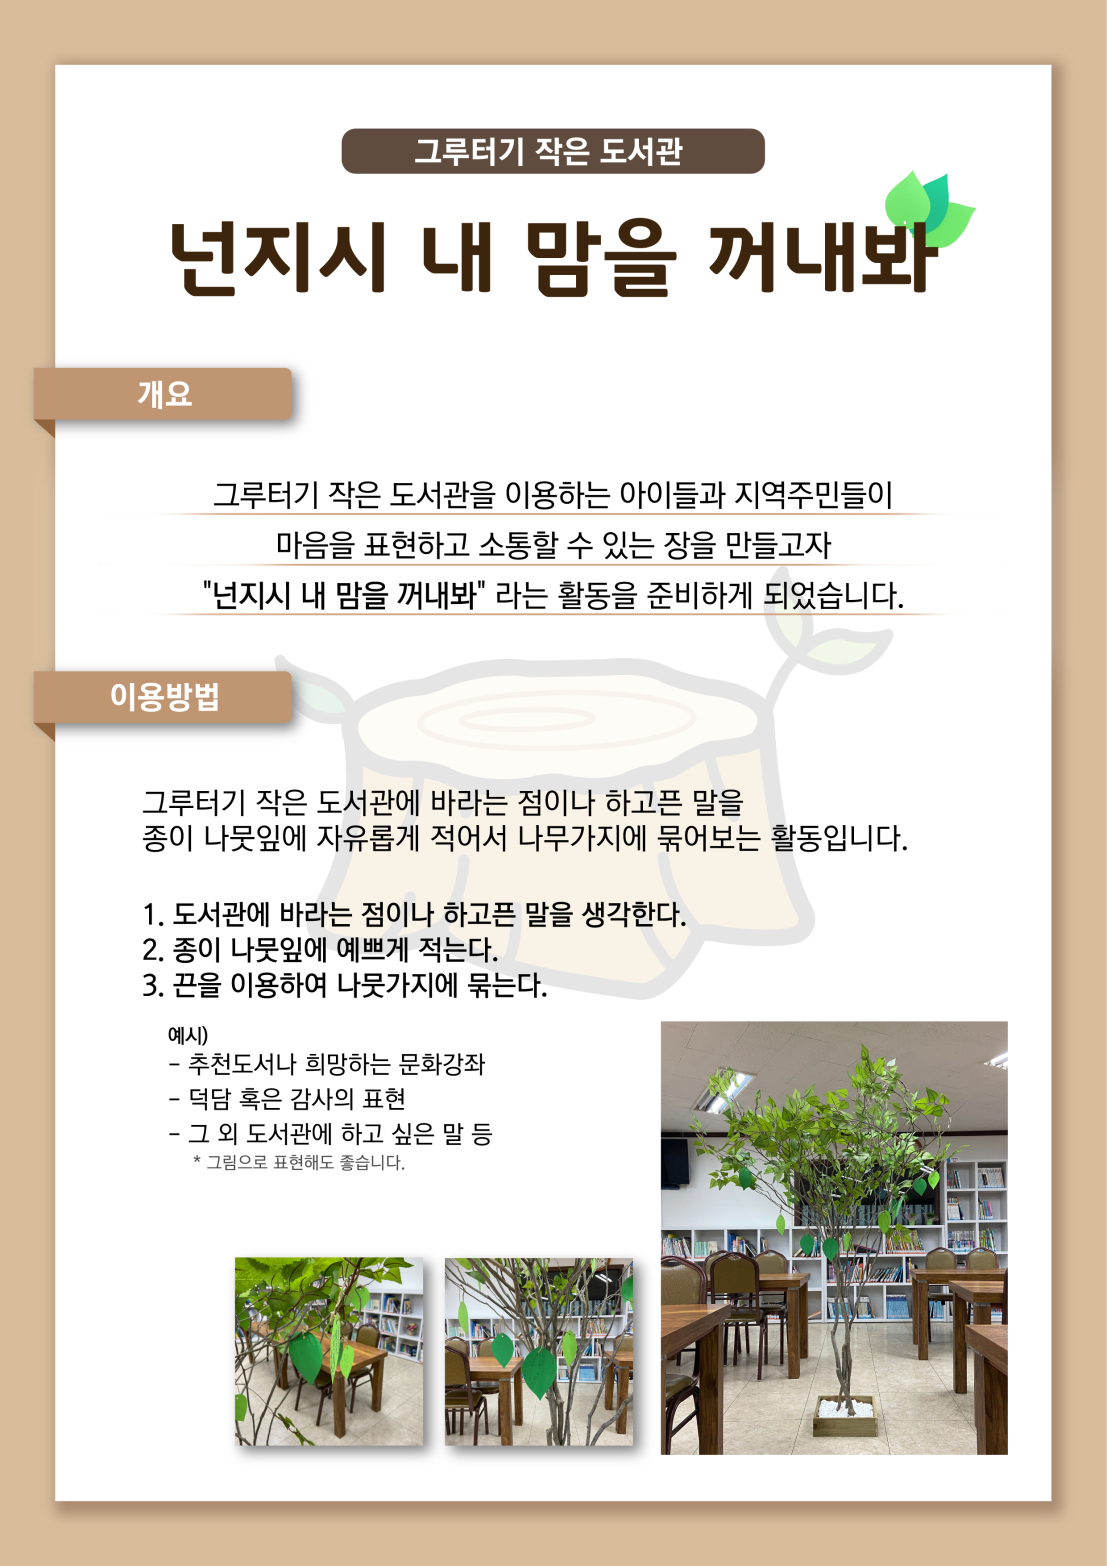 그루터기 작은 도서관
넌지시 내 맘을 꺼내봐
개요
그루터기 작은 도서관을 이용하는 아이들과 지역주민들이
마음을 표현하고 소통할 수 있는 장을 만들고자
"넌지시 내 맘을 꺼내봐" 라는 활동을 준비하게 되었습니다.
이용방법
그루터기 작은 도서관에 바라는 점이나 하고픈 말을
종이 나뭇잎에 자유롭게 적어서 나무가지에 묶어보는 활동입니다.
1. 도서관에 바라는 점이나 하고픈 말을 생각한다.
2. 종이 나뭇잎에 예쁘게 적는다.
3. 끈을 이용하여 나뭇가지에 묶는다.
예시)
- 추천도서나 희망하는 문화강좌
- 덕담 혹은 감사의 표현
- 그 외 도서관에 하고 싶은 말 등
* 그림으로 표현해도 좋습니다.